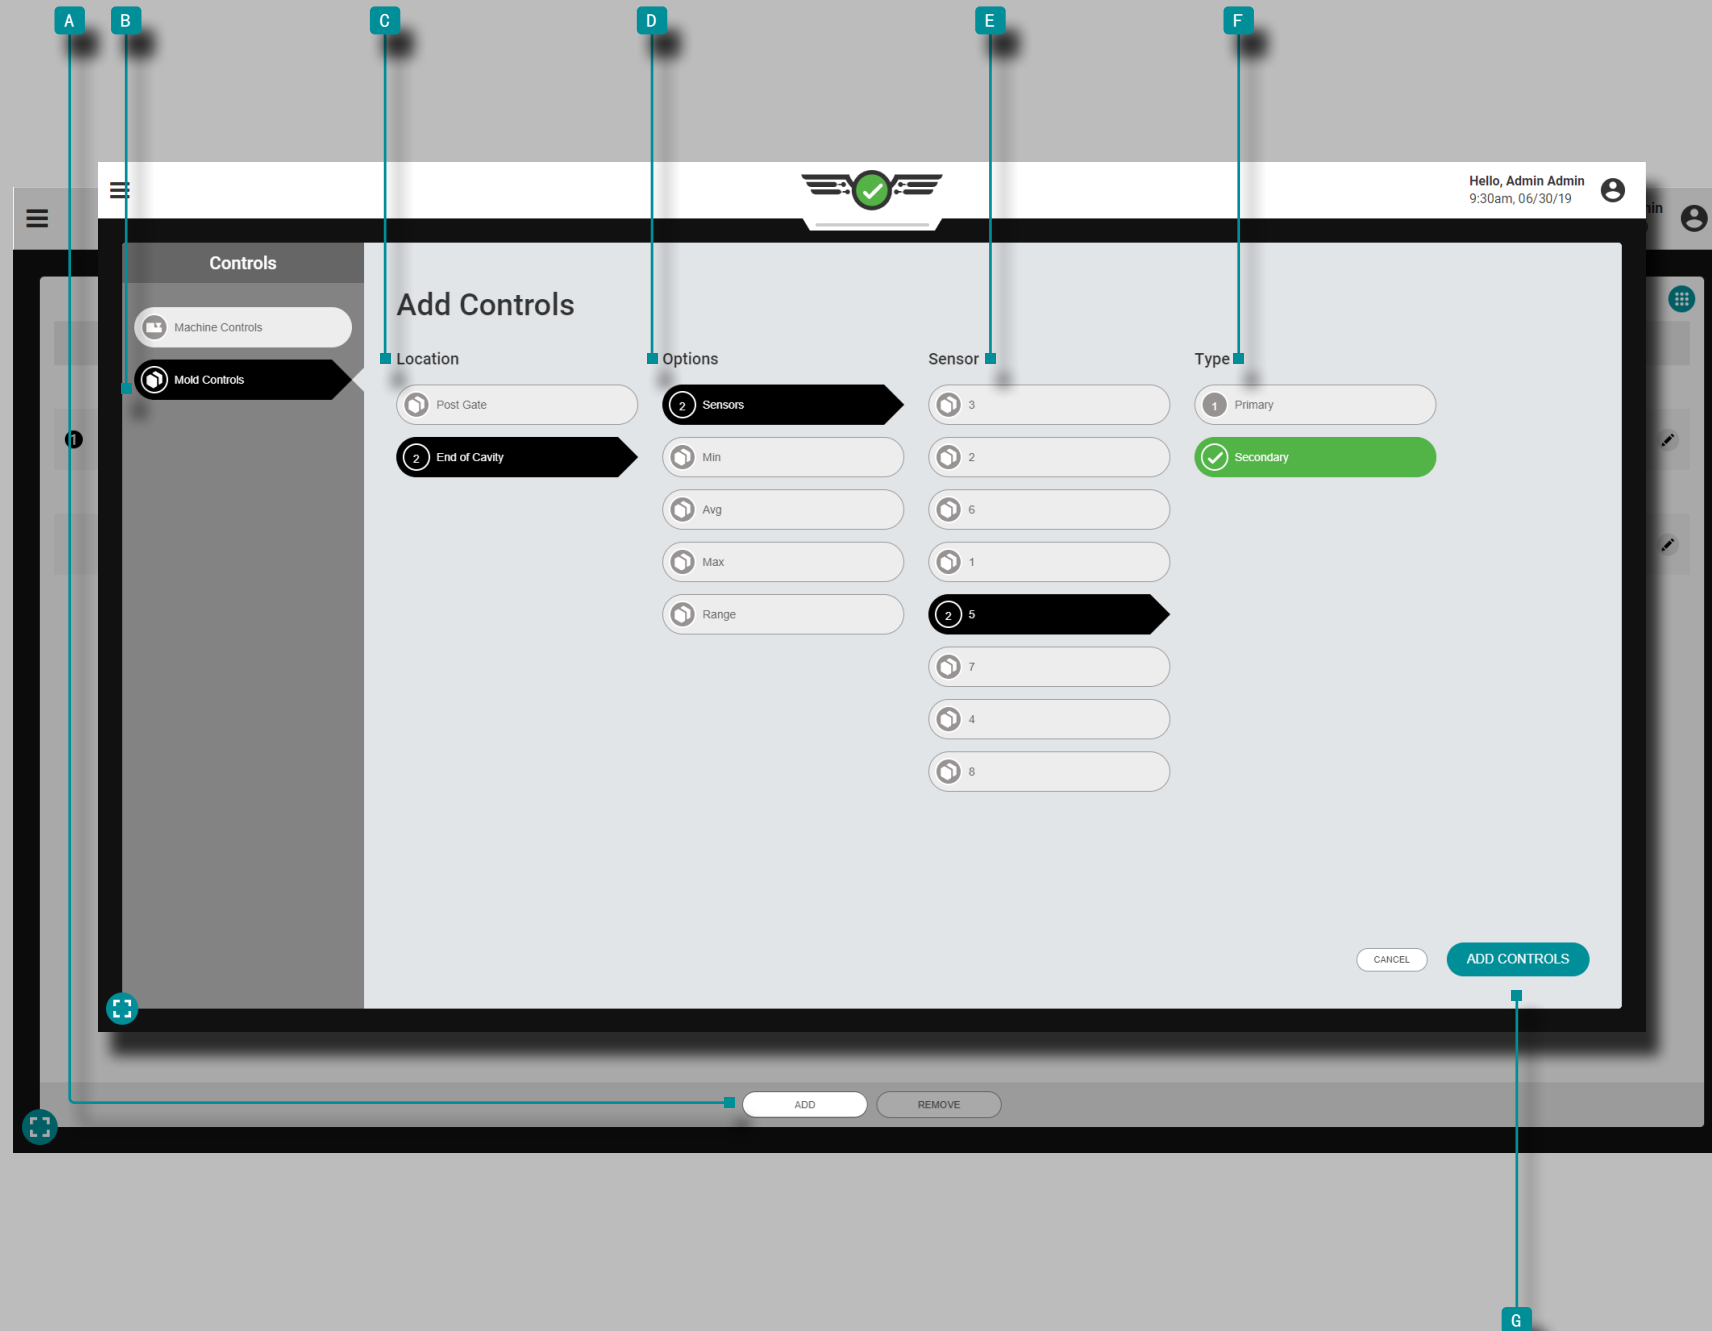 A B C D E F
Hello, Admin Admin
9:30am, 06/30/19
Controls
Machine Controls
Mold Controls
Add Controls
Location
Post Gate
2 End of Cavity
Options
2 Sensors
Min
Avg
Max
Range
Sensor
3
2
6
1
2 5
7
4
8
Type
1 Primary
Secondary
CANCEL
ADD CONTROLS
1
ADD
REMOVE
G